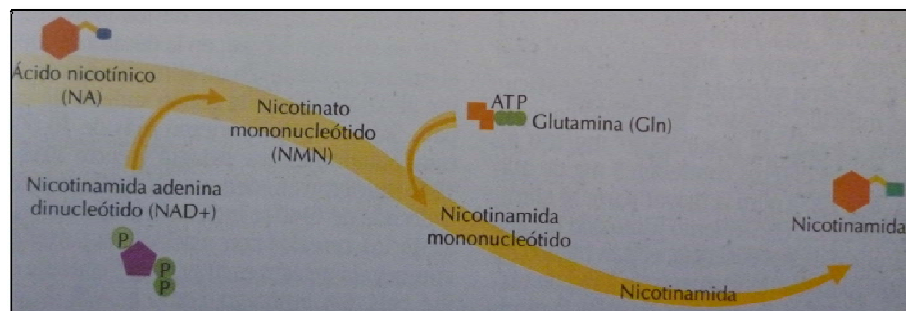 Ácido nicotínico
(NA)
Nicotinato
mononucleótido
(NMN)
ATP
Glutamina (Gln)
Nicotinamida adenina
dinucleótido (NAD+)
P
P
P
Nicotinamida
mononucleótido
Nicotinamida
Nicotinamida